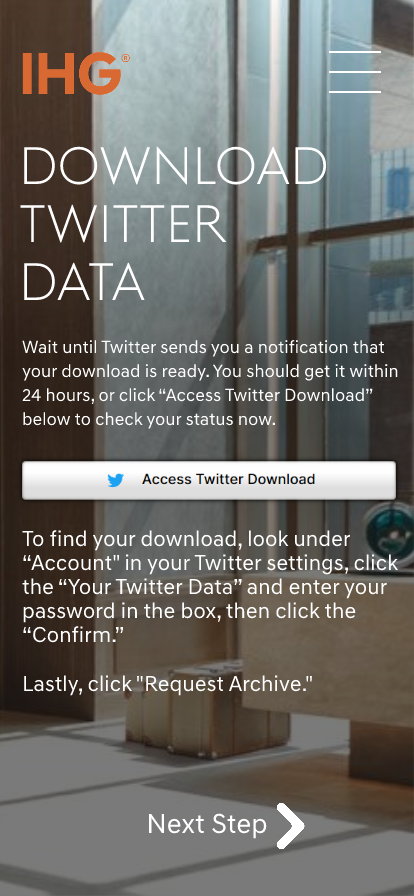 IHG®
DOWNLOAD
TWITTER
DATA
Wait until Twitter sends you a notification that
your download is ready. You should get it within
24 hours, or click “Access Twitter Download”
below to check your status now.
Access Twitter Download
To find your download, look under
“Account" in your Twitter settings, click
the “Your Twitter Data” and enter your
password in the box, then click the
“Confirm.”
Lastly, click "Request Archive."
Next Step